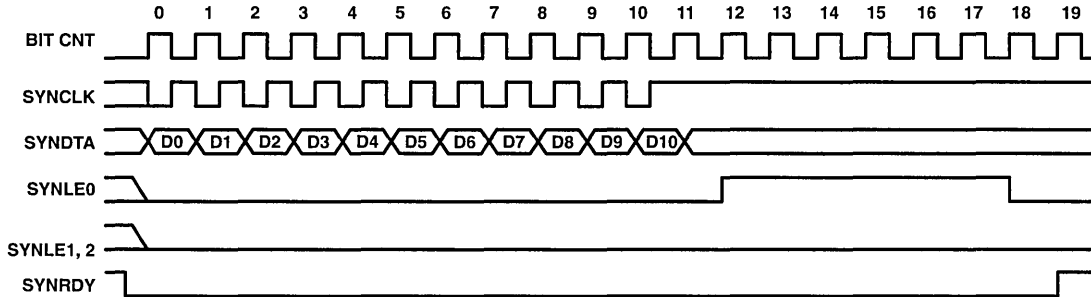 0 1 2 3 4 5 6 7 8 9 10 11 12 13 14 15 16 17 18 19
BIT CNT
SYNCLK
SYNDTA D0 D1 D2 D3 D4 D5 D6 D7 D8 D9 D10
SYNLE0
SYNLE1, 2
SYNRDY